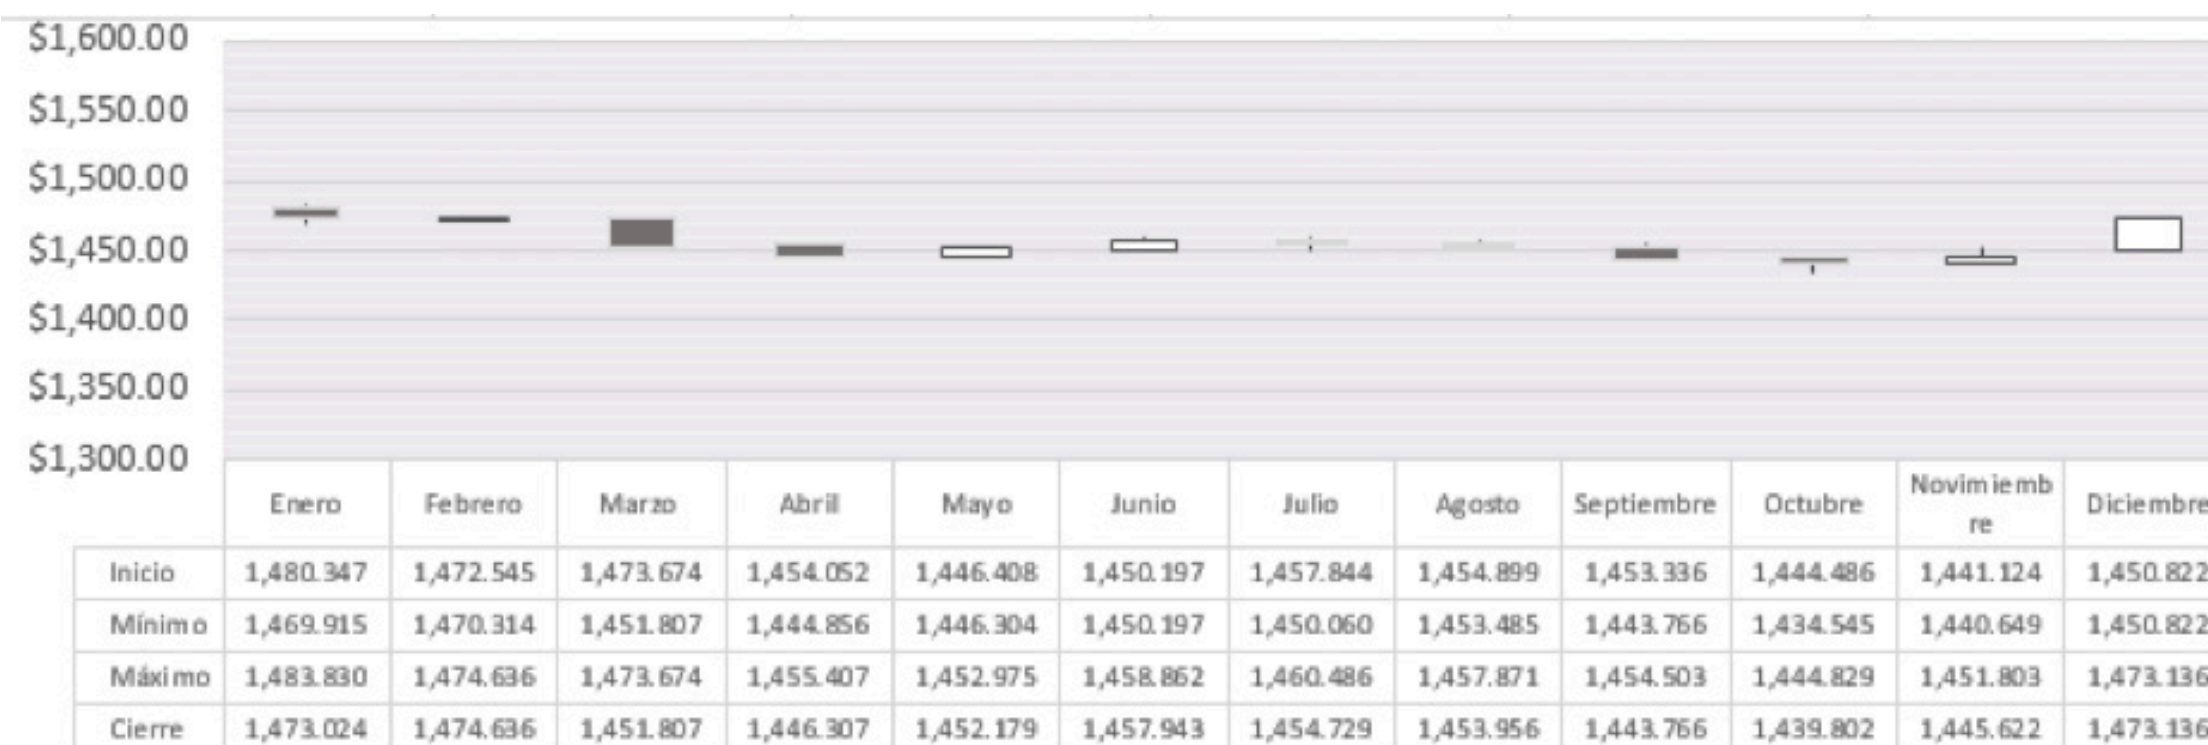 $1,600.00
$1,550.00
$1,500.00
$1,450.00
$1,400.00
$1,350.00
$1,300.00
Enero Febrero Marzo Abril Mayo Junio Julio Agosto Septiembre Octubre Novimiemb Diciembre
re
Inicio 1,480.347 1,472.545 1,473.674 1,454.052 1,446.408 1,450.197 1,457.844 1,454.899 1,453.336 1,444.486 1,441.124 1,450.822
Mínimo 1,469.915 1,470.314 1,451.807 1,444.856 1,446.304 1,450.197 1,450.060 1,453.485 1,443.766 1,434.545 1,440.649 1,450.822
Máximo 1,483.830 1,474.636 1,473.674 1,455.407 1,452.975 1,458.862 1,460.486 1,457.871 1,454.503 1,444.829 1,451.803 1,473.136
Cierre 1,473.024 1,474.636 1,451.807 1,446.307 1,452.179 1,457.943 1,454.729 1,453.956 1,443.766 1,439.802 1,445.622 1,473.136